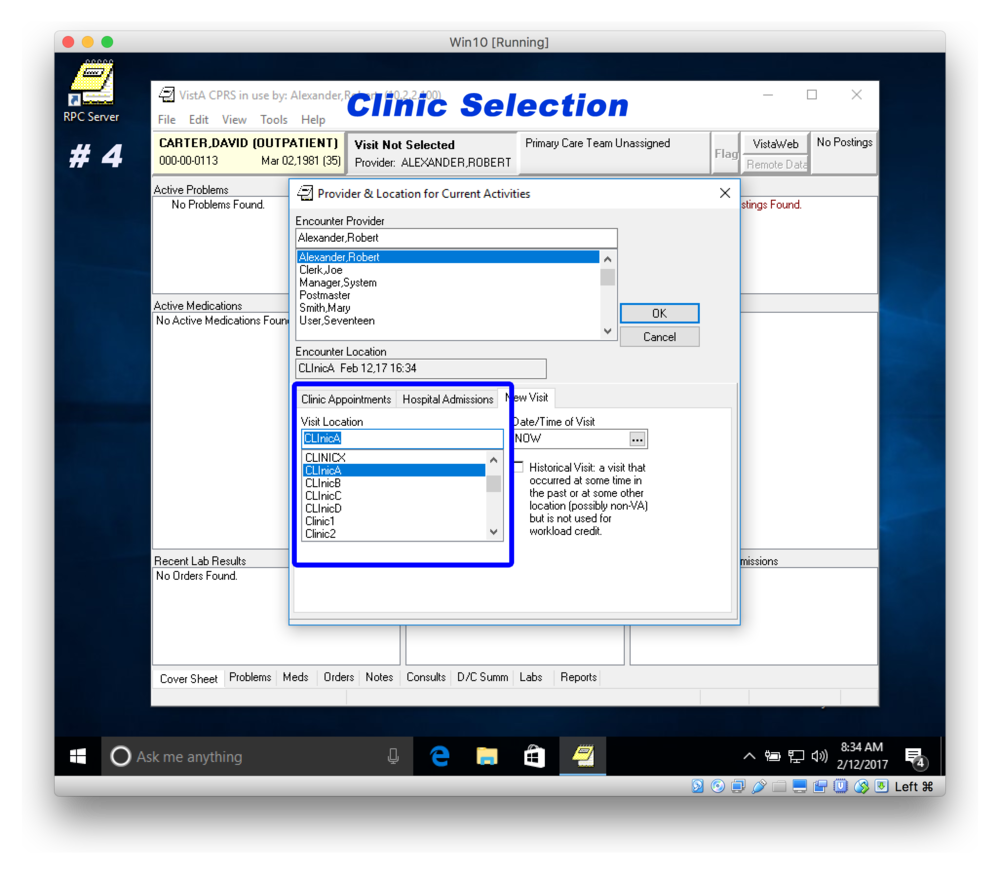 Win10 [Running]
RPC Server
# 4
Clinic Selection
VistA CPRS in use by: Alexander,
File Edit View Tools Help
CARTER,DAVID (OUTPATIENT)
000-00-0113 Mar 02,1981 (35)
Visit Not Selected
Provider: ALEXANDER,ROBERT
Primary Care Team Unassigned
Flag
VistaWeb
Remote Data
No Postings
Active Problems
No Problems Found.
stings Found.
Active Medications
No Active Medications Foun
Provider & Location for Current Activities
Encounter Provider
Alexander,Robert
Alexander,Robert
Clerk,Joe
Manager,System
Postmaster
Smith,Mary
User,Seventeen
OK
Cancel
Encounter Location
CLInicA Feb 12,17 16:34
Clinic Appointments Hospital Admissions New Visit
Visit Location
CLInicA
CLINICX
CLInicA
CLInicB
CLInicC
CLInicD
Clinic1
Clinic2
Date/Time of Visit
NOW ...
Historical Visit: a visit that
occurred at some time in
the past or at some other
location (possibly non-VA)
but is not used for
workload credit.
Recent Lab Results
No Orders Found.
missions
Cover Sheet Problems Meds Orders Notes Consults D/C Summ Labs Reports
Ask me anything
8:34 AM
2/12/2017
4
Left ⌘